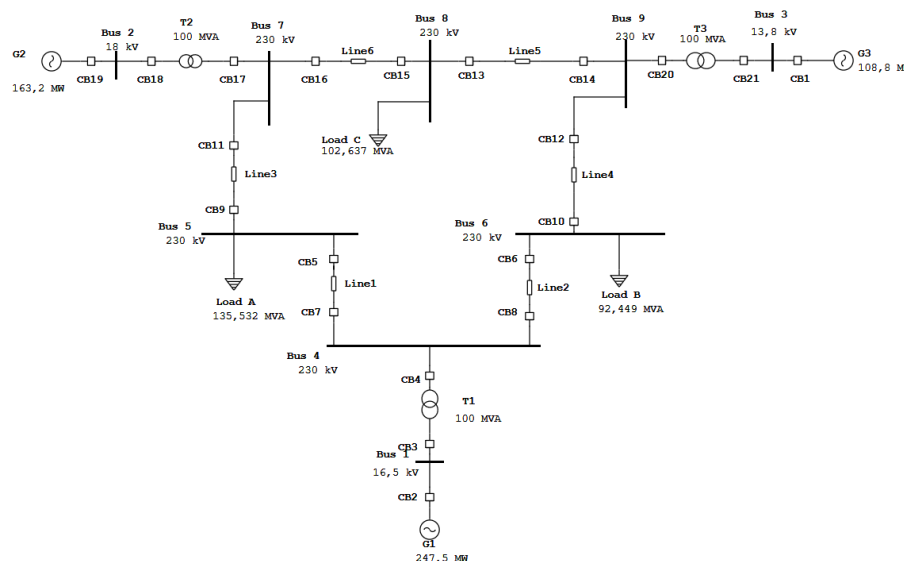 G2
163,2 MW
CB19
Bus 2
18 kV
CB18
T2
100 MVA
CB17
Bus 7
230 kV
CB16
Line6
CB15
Bus 8
230 kV
CB13
Line5
CB14
Bus 9
230 kV
CB20
T3
100 MVA
CB21
Bus 3
13,8 kV
CB1
G3
108,8 M
CB11
Line3
CB9
Load C
102,637 MVA
CB12
Line4
CB10
Bus 5
230 kV
Bus 6
230 kV
Load A
135,532 MVA
CB5
Line1
CB7
CB6
Line2
CB8
Load B
92,449 MVA
Bus 4
230 kV
CB4
T1
100 MVA
CB3
Bus 1
16,5 kV
CB2
G1
247,5 MW